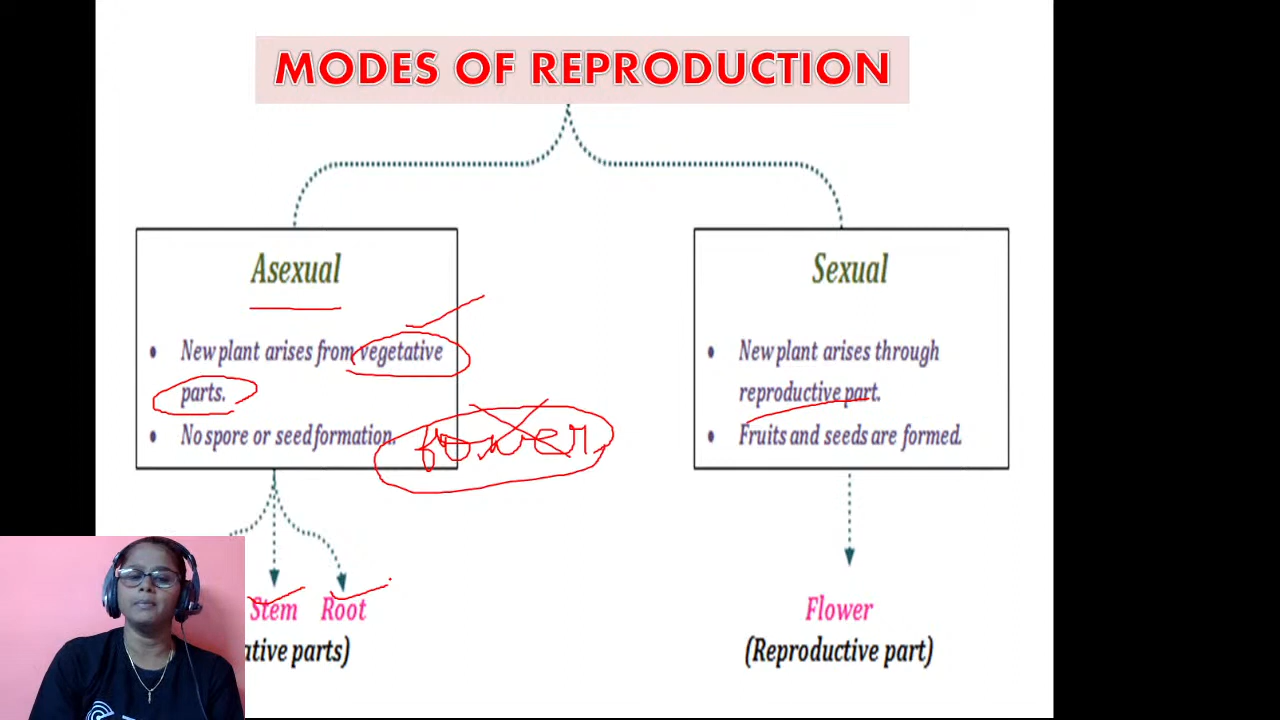 MODES OF REPRODUCTION
Asexual
• New plant arises from vegetative
parts.
• No spore or seed formation.
fower
Sexual
• New plant arises through
reproductive part.
• Fruits and seeds are formed.
Stem Root
ative parts)
Flower
(Reproductive part)